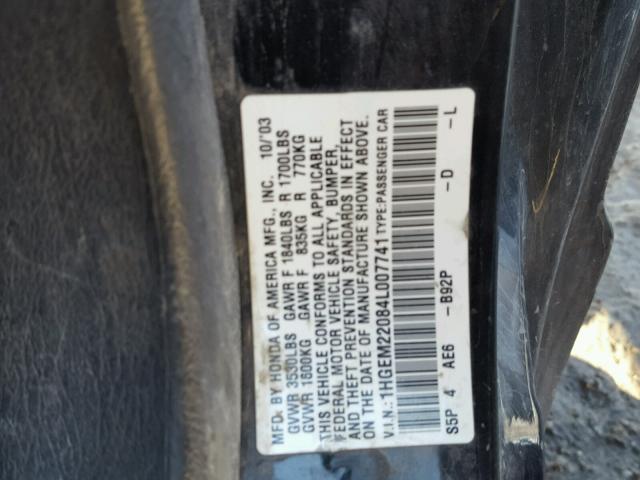 MFD. BY HONDA OF AMERICA MFG., INC. 10/'03
GVWR 3530LBS GAWR F 1840LBS R 1700LBS
GVWR 1600KG GAWR F 835KG R 770KG
THIS VEHICLE CONFORMS TO ALL APPLICABLE
FEDERAL MOTOR VEHICLE SAFETY, BUMPER,
AND THEFT PREVENTION STANDARDS IN EFFECT
ON THE DATE OF MANUFACTURE SHOWN ABOVE.
V.I.N.:1HGEM22084L007741 TYPE:PASSENGER CAR
S5P 4 AE6 -B92P -D -L